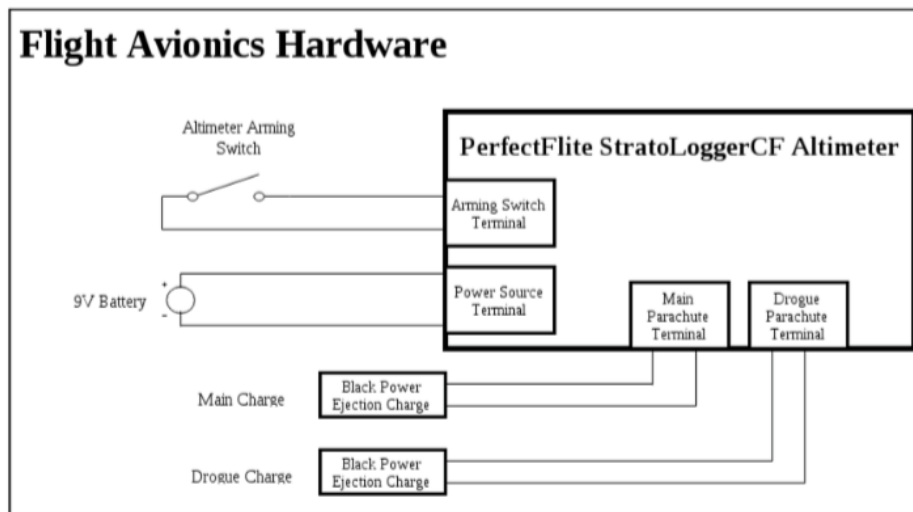 Flight Avionics Hardware
Altimeter Arming
Switch
PerfectFlite StratoLoggerCF Altimeter
Arming Switch
Terminal
9V Battery
+
-
Power Source
Terminal
Main
Parachute
Terminal
Drogue
Parachute
Terminal
Main Charge
Black Power
Ejection Charge
Drogue Charge
Black Power
Ejection Charge